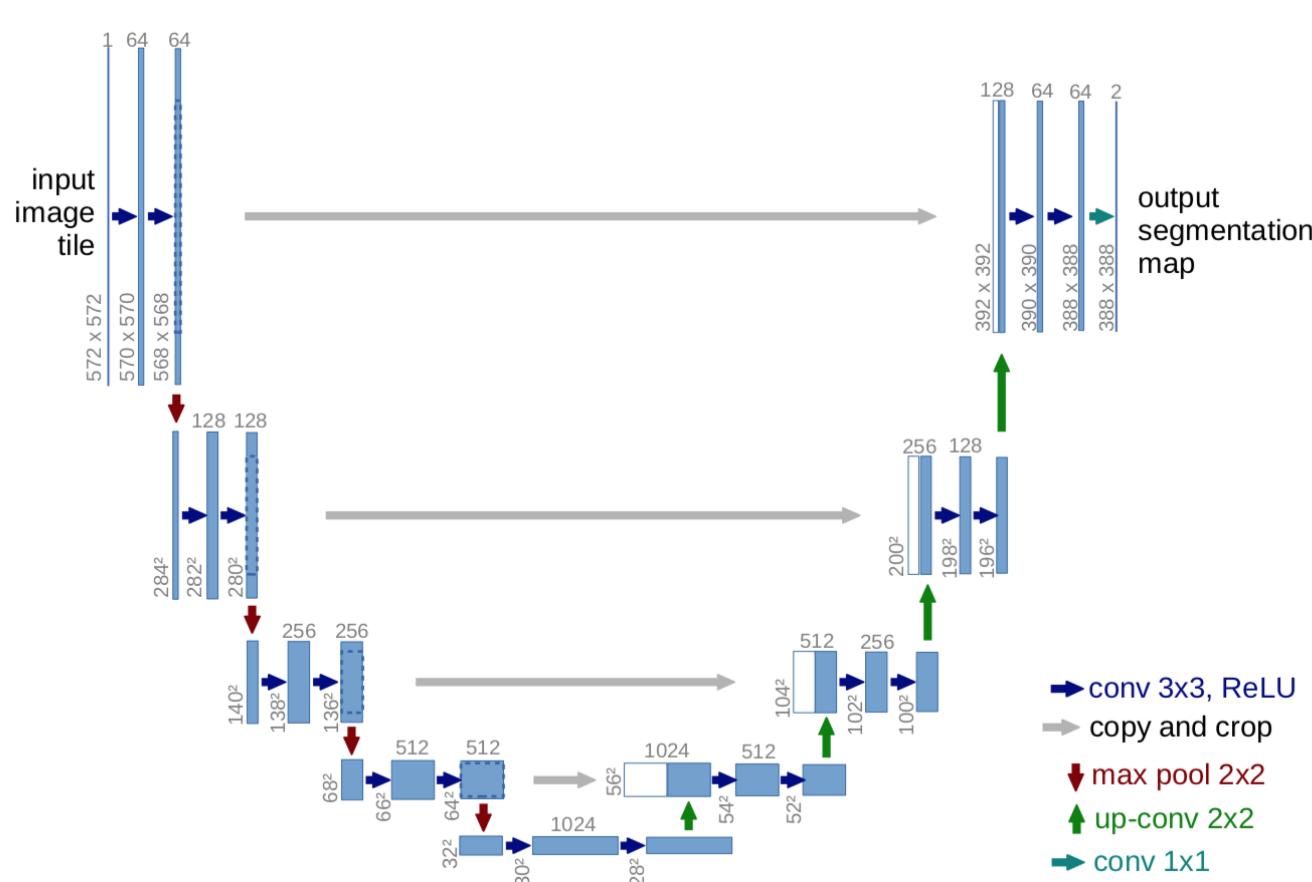 1 64 64
128 64 64 2
input
image
tile
output
segmentation
map
572 x 572
570 x 570
568 x 568
392 x 392
390 x 390
388 x 388
388 x 388
128 128
256 128
284²
282²
280²
200²
198²
196²
256 256
512 256
140²
138²
136²
104²
102²
100²
512 512
1024 512
68²
66²
64²
56²
54²
52²
1024
32²
30²
28²
conv 3x3, ReLU
copy and crop
max pool 2x2
up-conv 2x2
conv 1x1